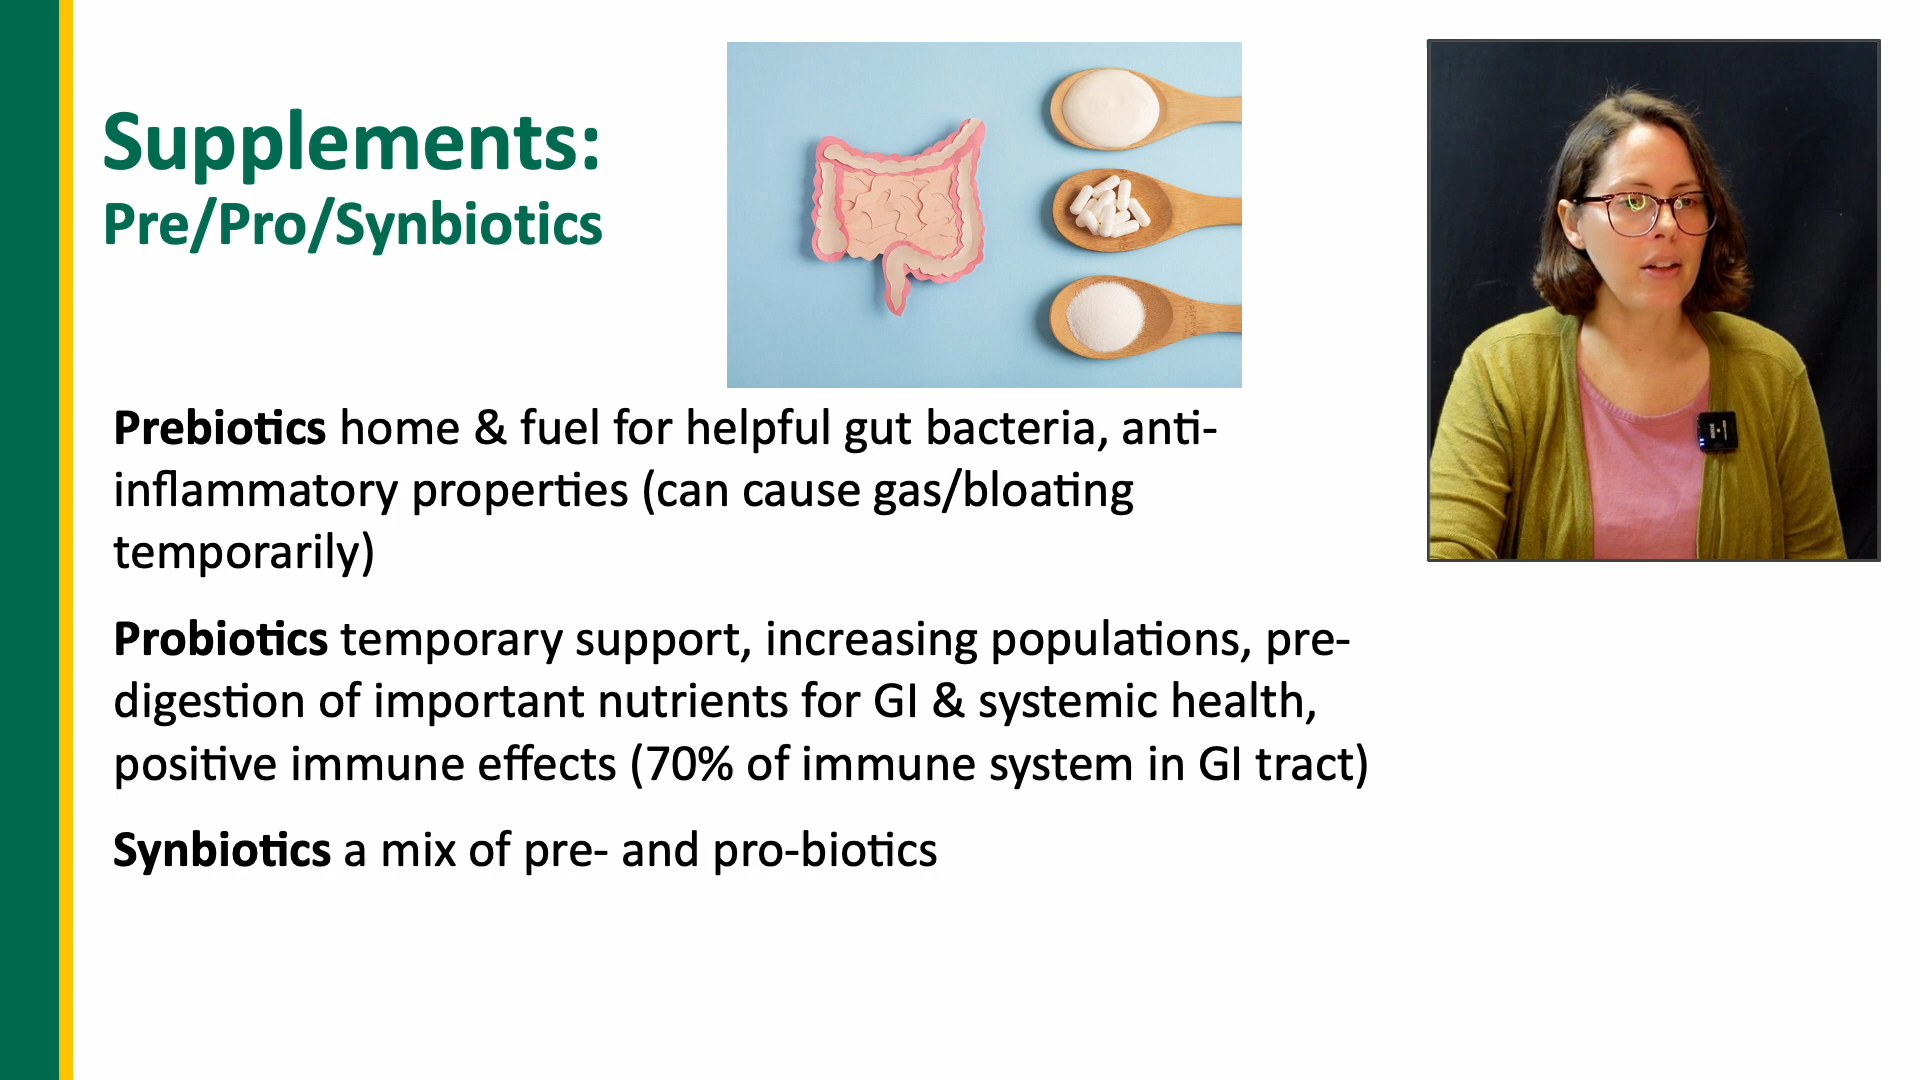 Supplements:
Pre/Pro/Synbiotics
Prebiotics home & fuel for helpful gut bacteria, anti-
inflammatory properties (can cause gas/bloating
temporarily)
Probiotics temporary support, increasing populations, pre-
digestion of important nutrients for GI & systemic health,
positive immune effects (70% of immune system in GI tract)
Synbiotics a mix of pre- and pro-biotics